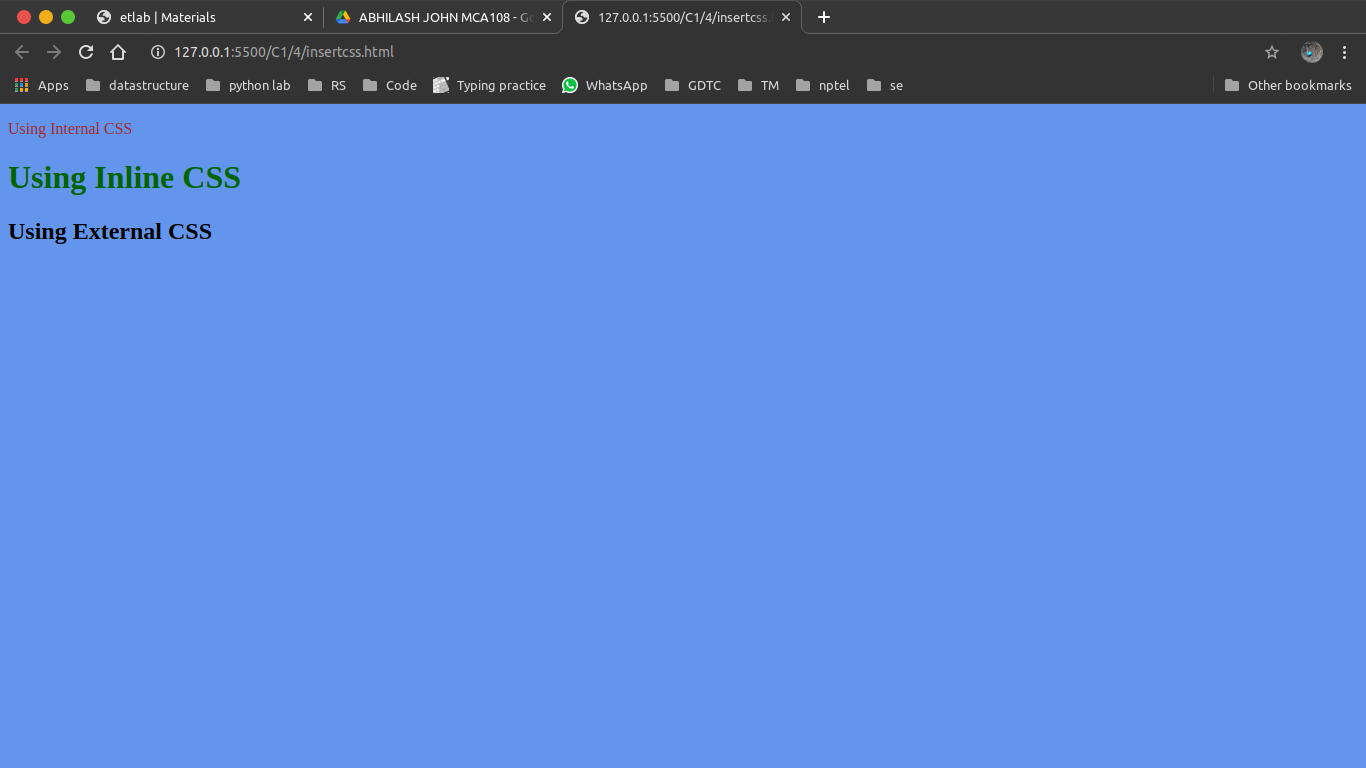 etlab | Materials
ABHILASH JOHN MCA108 - Go
127.0.0.1:5500/C1/4/insertcss.
127.0.0.1:5500/C1/4/insertcss.html
Apps datastructure python lab RS Code Typing practice WhatsApp GDTC TM nptel se Other bookmarks
Using Internal CSS
Using Inline CSS
Using External CSS